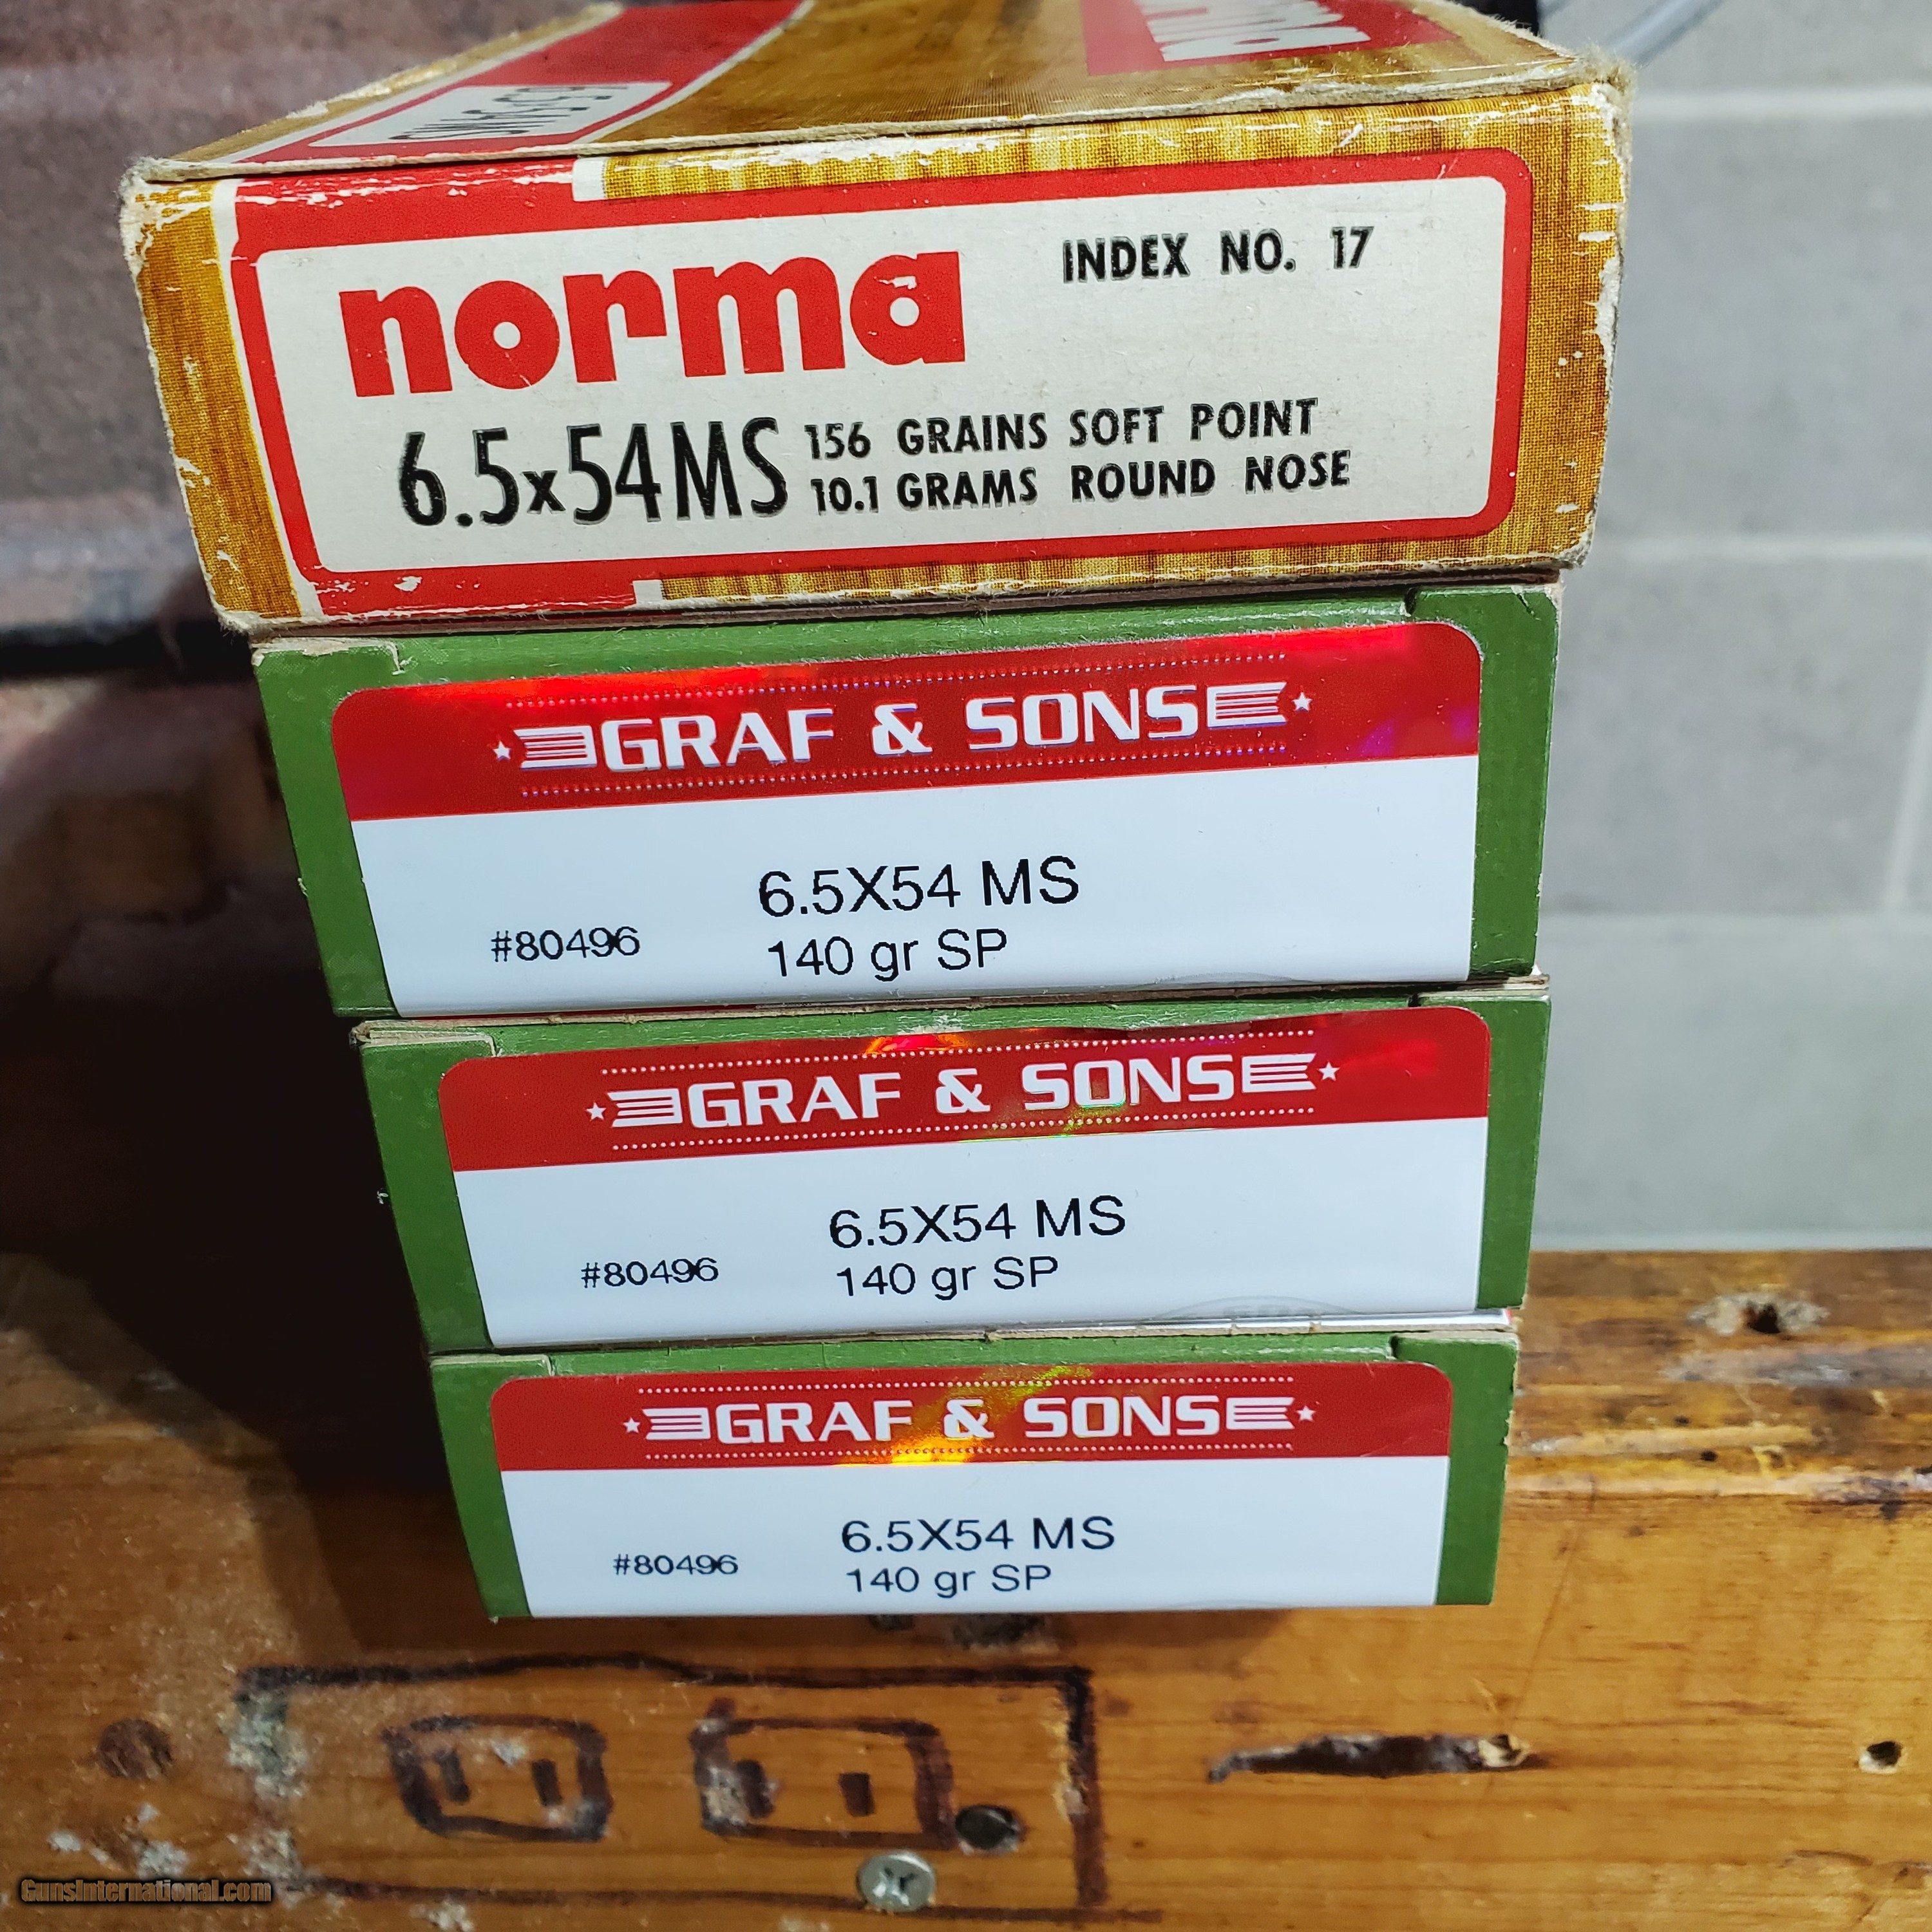 6.5x54MS
norma
INDEX NO. 17
6.5x54MS
156 GRAINS SOFT POINT
10.1 GRAMS ROUND NOSE
GRAF & SONS
6.5X54 MS
#80496
140 gr SP
GRAF & SONS
6.5X54 MS
#80496
140 gr SP
GRAF & SONS
6.5X54 MS
#80496
140 gr SP
GunsInternational.com